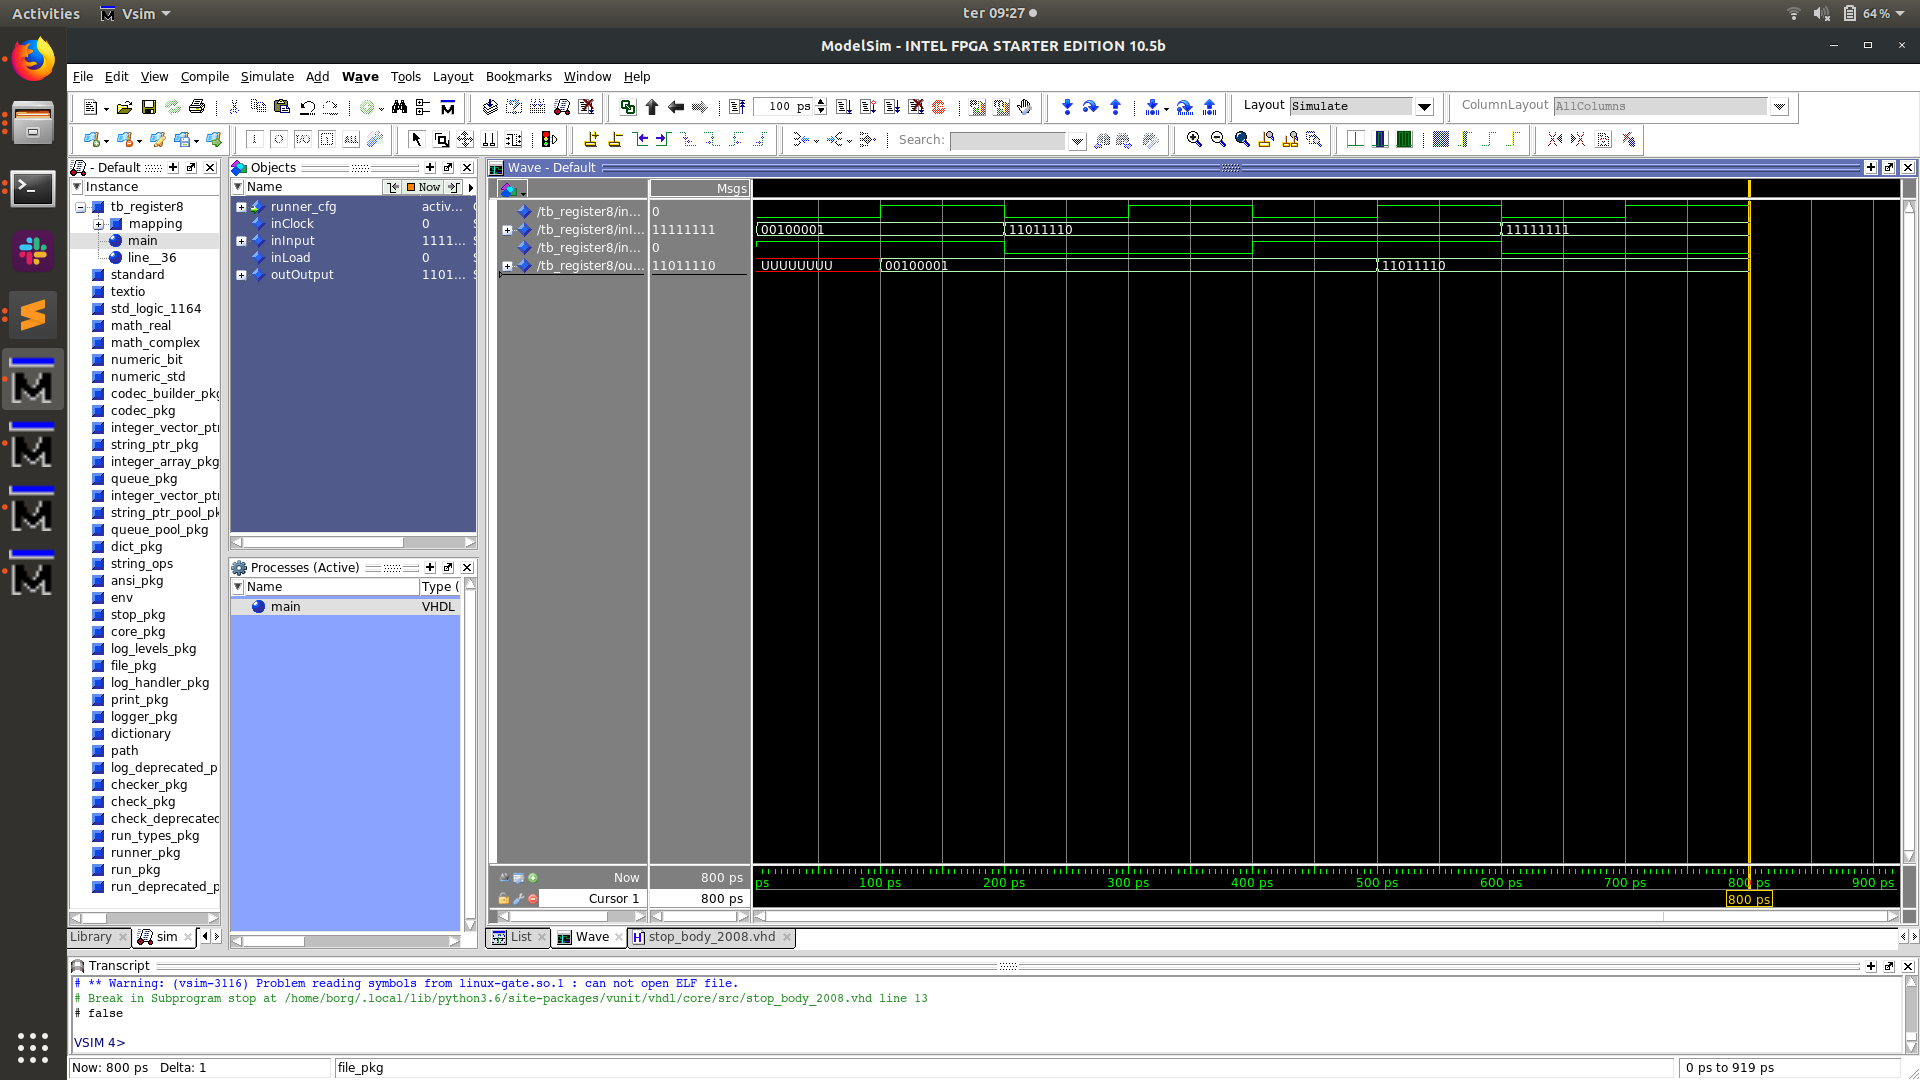 Activities
Vsim
ter 09:27
64 %
ModelSim - INTEL FPGA STARTER EDITION 10.5b
File Edit View Compile Simulate Add Wave Tools Layout Bookmarks Window Help
100 ps
Layout Simulate
ColumnLayout AllColumns
Search:
- Default
Instance
tb_register8
mapping
main
line__36
standard
textio
std_logic_1164
math_real
math_complex
numeric_bit
numeric_std
codec_builder_pkg
codec_pkg
integer_vector_ptr
string_ptr_pkg
integer_array_pkg
queue_pkg
integer_vector_ptr
string_ptr_pool_pk
queue_pool_pkg
dict_pkg
string_ops
ansi_pkg
env
stop_pkg
core_pkg
log_levels_pkg
file_pkg
log_handler_pkg
print_pkg
logger_pkg
dictionary
path
log_deprecated_p
checker_pkg
check_pkg
check_deprecated
run_types_pkg
runner_pkg
run_pkg
run_deprecated_p
Library
sim
Objects
Name Now
runner_cfg activ...
inClock 0
inInput 1111...
inLoad 0
outOutput 1101...
Processes (Active)
Name Type (
main VHDL
Wave - Default
Msgs
/tb_register8/in... 0
/tb_register8/inI... 11111111 00100001 11011110 11111111
/tb_register8/in... 0
/tb_register8/ou... 11011110 UUUUUUUU 00100001 11011110
Now 800 ps
ps 100 ps 200 ps 300 ps 400 ps 500 ps 600 ps 700 ps 800 ps 900 ps
Cursor 1 800 ps
800 ps
List Wave stop_body_2008.vhd
Transcript
# ** Warning: (vsim-3116) Problem reading symbols from linux-gate.so.1 : can not open ELF file.
# Break in Subprogram stop at /home/borg/.local/lib/python3.6/site-packages/vunit/vhdl/core/src/stop_body_2008.vhd line 13
# false
VSIM 4>
Now: 800 ps Delta: 1
file_pkg
0 ps to 919 ps